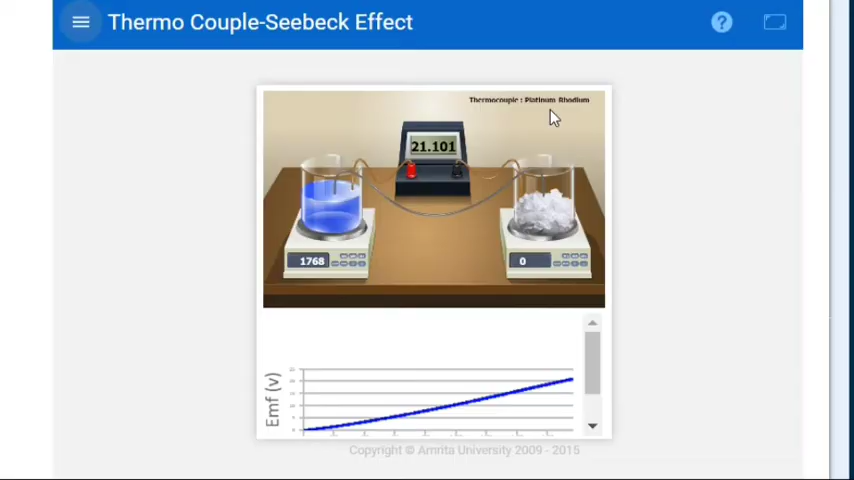 Thermo Couple-Seebeck Effect
?
Thermocouple : Platinum Rhodium
21.101
1768
0
Emf (v)
Copyright © Amrita University 2009 - 2015